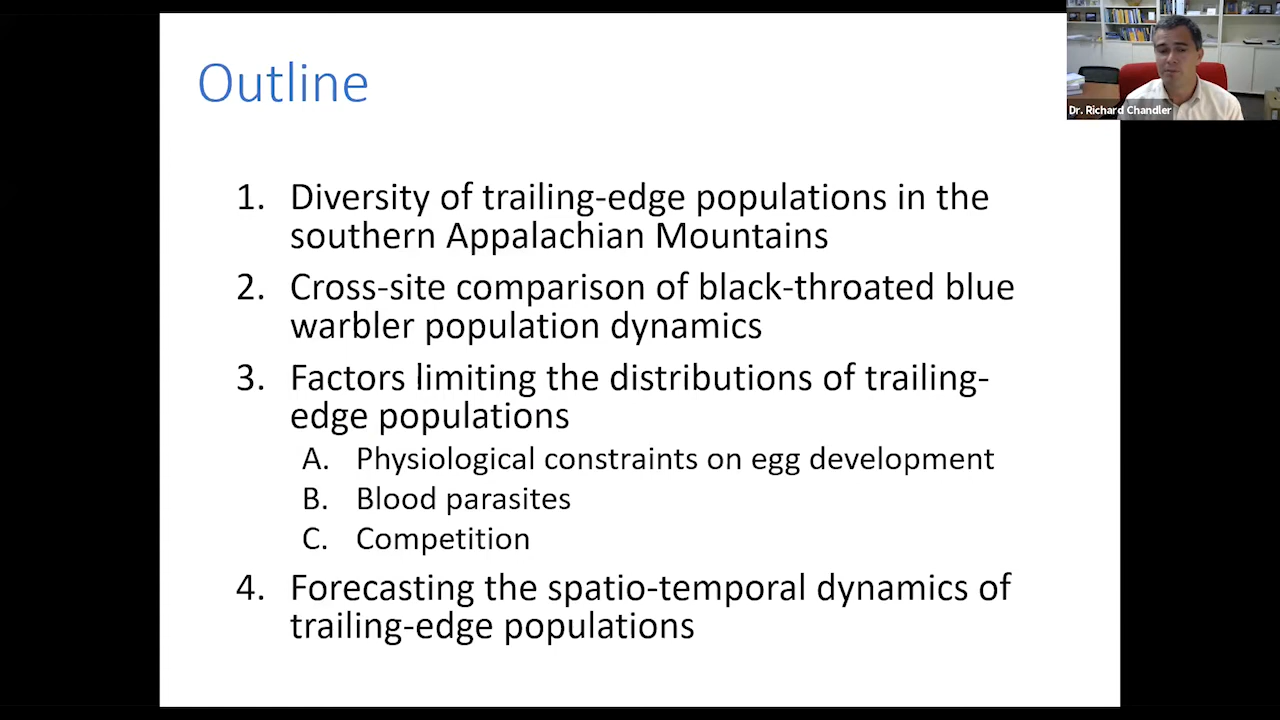 Outline
Dr. Richard Chandler
1. Diversity of trailing-edge populations in the
southern Appalachian Mountains
2. Cross-site comparison of black-throated blue
warbler population dynamics
3. Factors limiting the distributions of trailing-
edge populations
A. Physiological constraints on egg development
B. Blood parasites
C. Competition
4. Forecasting the spatio-temporal dynamics of
trailing-edge populations